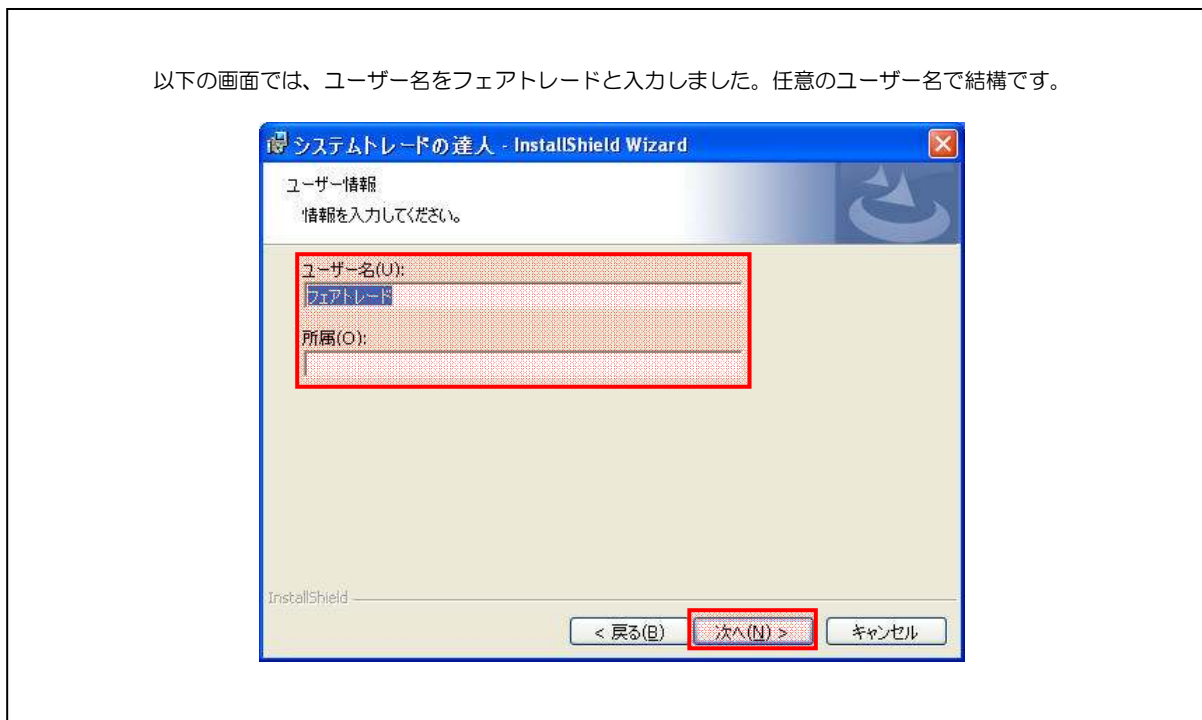 以下の画面では、ユーザー名をフェアトレードと入力しました。任意のユーザー名で結構です。
システムトレードの達人 - InstallShield Wizard
ユーザー情報
情報を入力してください。
ユーザー名(U):
フェアトレード
所属(O):
InstallShield
< 戻る(B) 次へ(N) > キャンセル